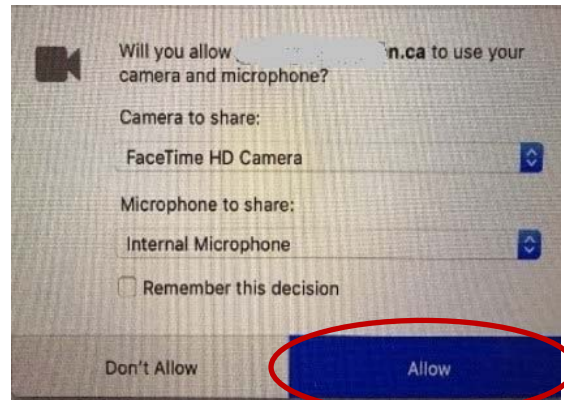 Will you allow n.ca to use your
camera and microphone?
Camera to share:
FaceTime HD Camera
Microphone to share:
Internal Microphone
Remember this decision
Don't Allow
Allow